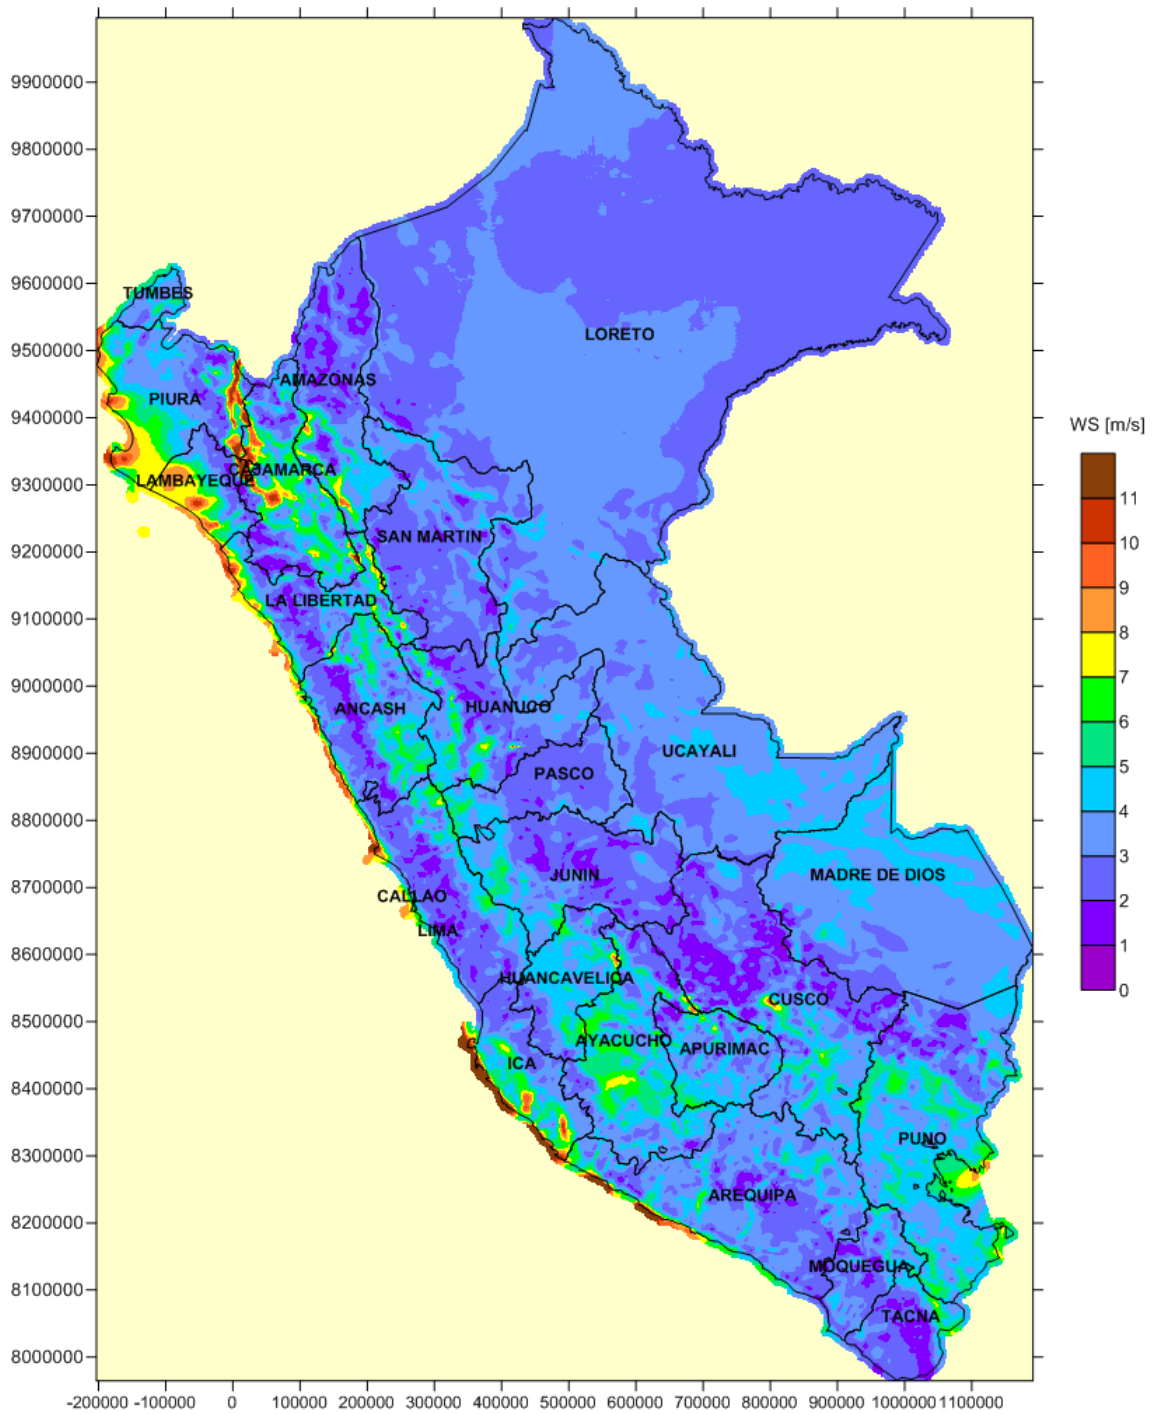 9900000
9800000
9700000
9600000
9500000
9400000
9300000
9200000
9100000
9000000
8900000
8800000
8700000
8600000
8500000
8400000
8300000
8200000
8100000
8000000
-200000 -100000 0 100000 200000 300000 400000 500000 600000 700000 800000 900000 1000000 1100000
TUMBES
LORETO
AMAZONAS
PIURA
CAJAMARCA
LAMBAYEQUE
SAN MARTIN
LA LIBERTAD
ANCASH
HUANUCO
UCAYALI
PASCO
JUNIN
MADRE DE DIOS
CALLAO
LIMA
HUANCAVELICA
CUSCO
AYACUCHO
APURIMAC
ICA
PUNO
AREQUIPA
MOQUEGUA
TACNA
WS [m/s]
11
10
9
8
7
6
5
4
3
2
1
0